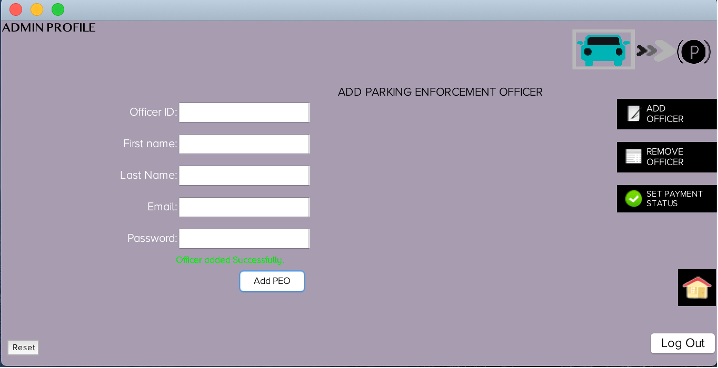 ADMIN PROFILE
(P)
ADD PARKING ENFORCEMENT OFFICER
Officer ID:
First name:
Last Name:
Email:
Password:
Officer added Successfully..
Add PEO
ADD
OFFICER
REMOVE
OFFICER
SET PAYMENT
STATUS
Reset
Log Out